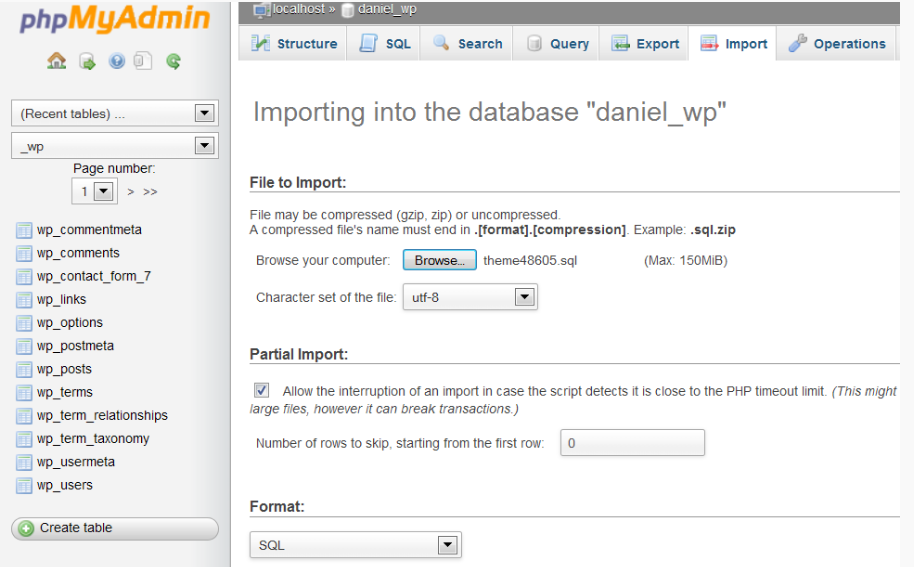 phpMyAdmin
(Recent tables) ...
_wp
Page number:
1 > >>
wp_commentmeta
wp_comments
wp_contact_form_7
wp_links
wp_options
wp_postmeta
wp_posts
wp_terms
wp_term_relationships
wp_term_taxonomy
wp_usermeta
wp_users
Create table
localhost » daniel_wp
Structure SQL Search Query Export Import Operations
Importing into the database "daniel_wp"
File to Import:
File may be compressed (gzip, zip) or uncompressed.
A compressed file's name must end in .[format].[compression]. Example: .sql.zip
Browse your computer: Browse... theme48605.sql (Max: 150MiB)
Character set of the file: utf-8
Partial Import:
Allow the interruption of an import in case the script detects it is close to the PHP timeout limit. (This might
large files, however it can break transactions.)
Number of rows to skip, starting from the first row: 0
Format:
SQL